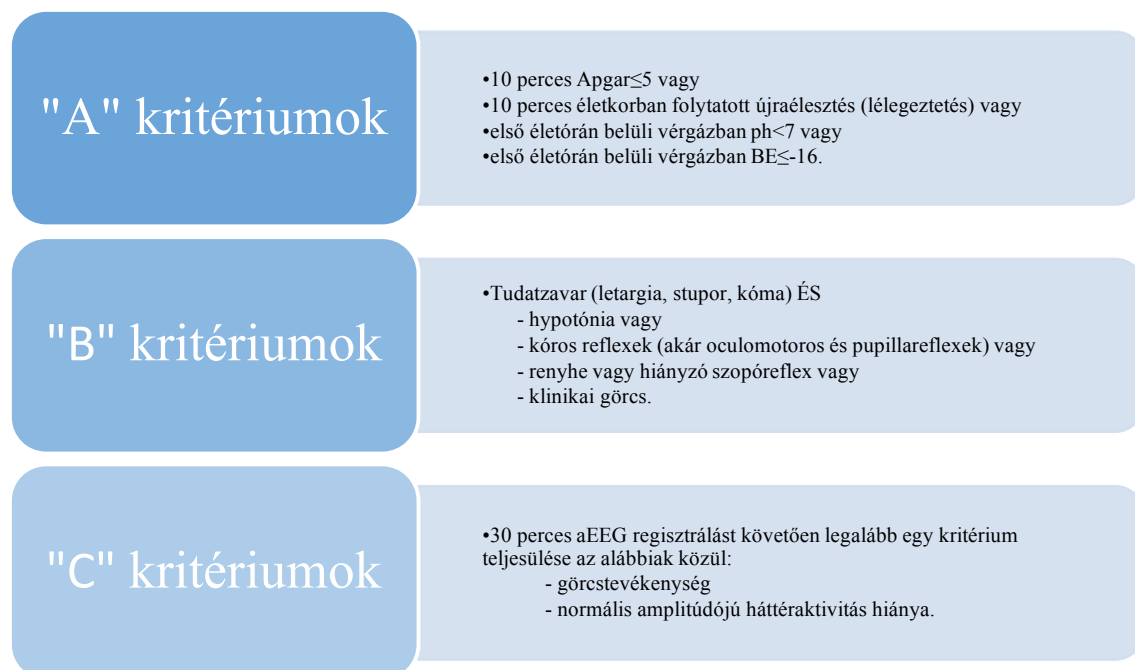 "A" kritériumok
•10 perces Apgar≤5 vagy
•10 perces életkorban folytatott újraélesztés (lélegeztetés) vagy
•első életórán belüli vérgázban ph<7 vagy
•első életórán belüli vérgázban BE≤-16.
"B" kritériumok
•Tudatzavar (letargia, stupor, kóma) ÉS
- hypotónia vagy
- kóros reflexek (akár oculomotoros és pupillareflexek) vagy
- renyhe vagy hiányzó szopóreflex vagy
- klinikai görcs.
"C" kritériumok
•30 perces aEEG regisztrálást követően legalább egy kritérium
teljesülése az alábbiak közül:
- görcstevékenység
- normális amplitúdójú háttéraktivitás hiánya.